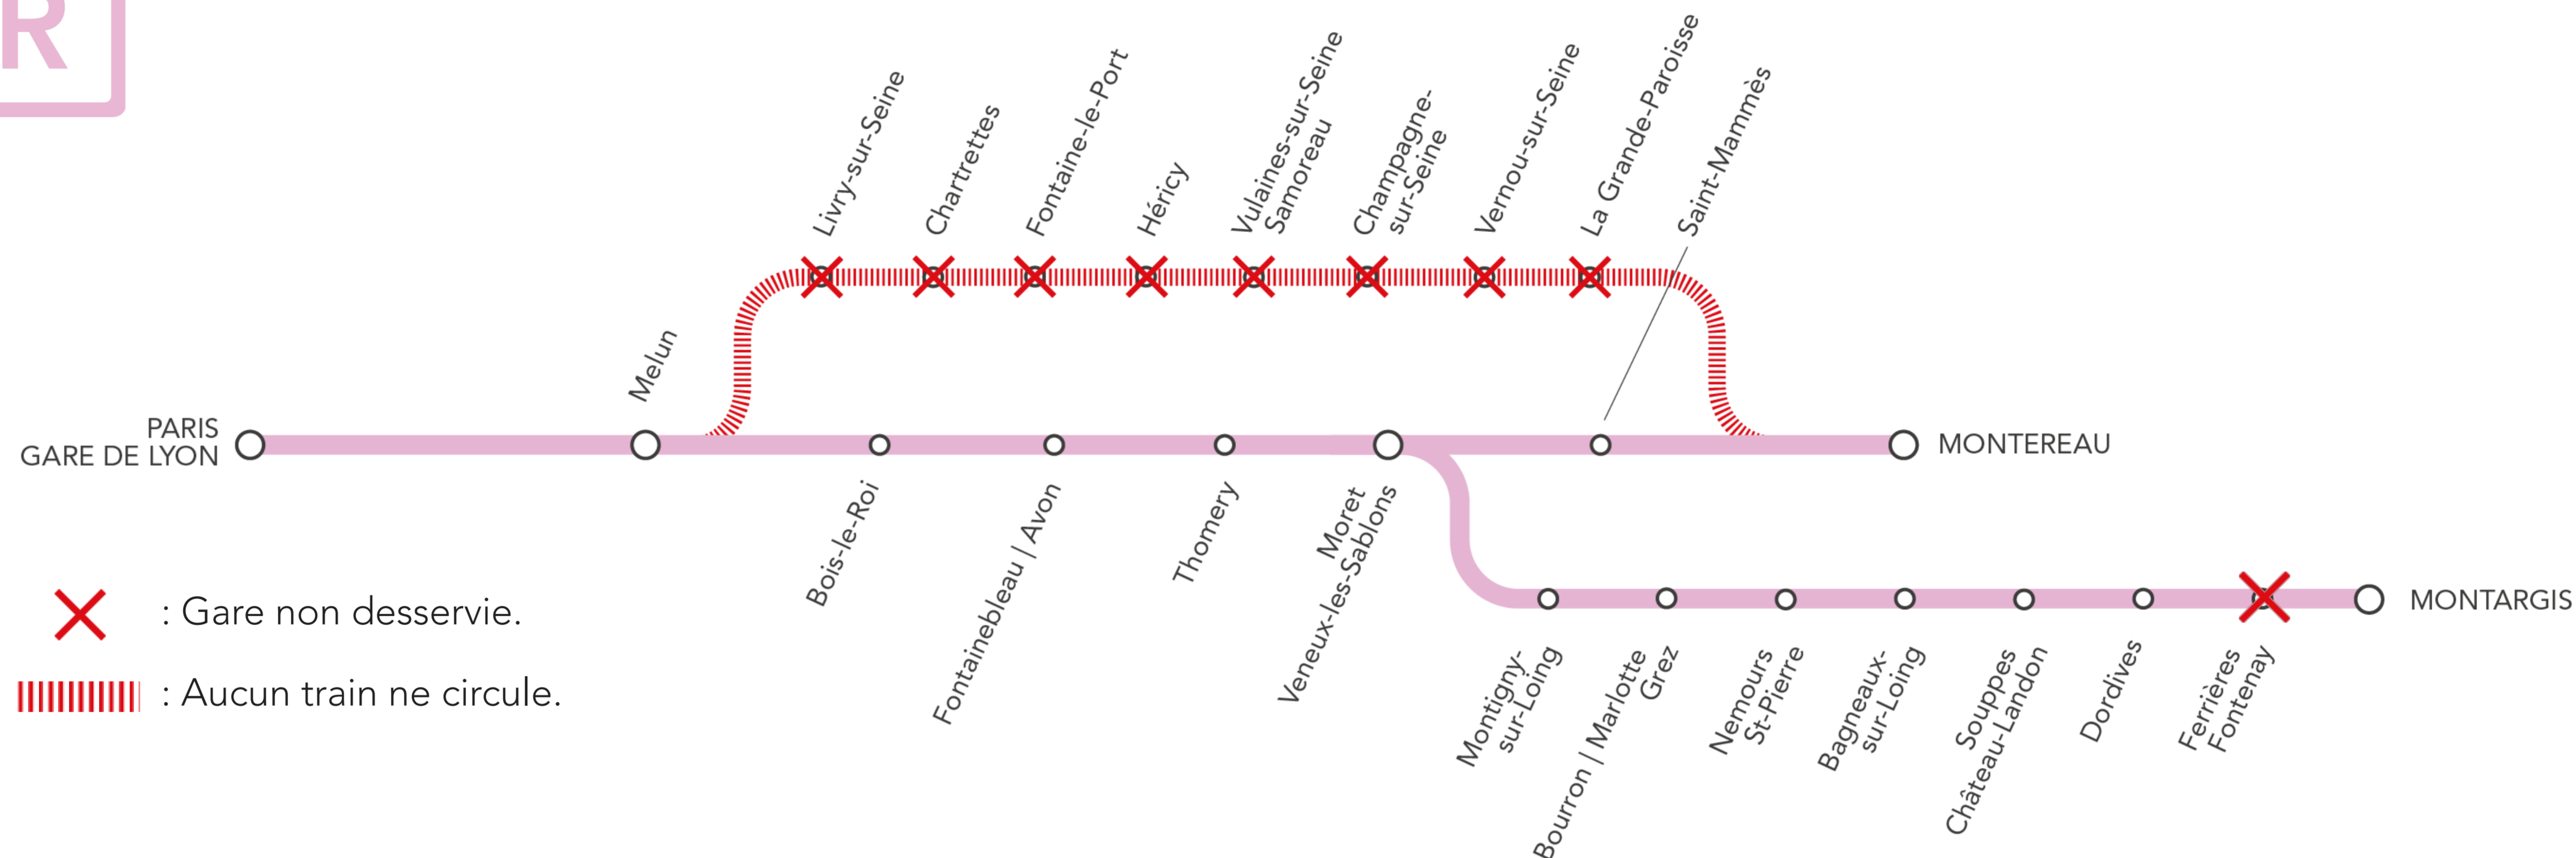 R
Livry-sur-Seine
Chartrettes
Fontaine-le-Port
Héricy
Vulaines-sur-Seine
Samoreau
Champagne-
sur-Seine
Vernou-sur-Seine
La Grande-Paroisse
Saint-Mammès
Melun
PARIS
GARE DE LYON
MONTEREAU
Bois-le-Roi
Fontainebleau | Avon
Thomery
Moret
Veneux-les-Sablons
MONTARGIS
Montigny-
sur-Loing
Bourron | Marlotte
Grez
Nemours
St-Pierre
Bagneaux-
sur-Loing
Souppes
Château-Landon
Dordives
Ferrières
Fontenay
: Gare non desservie.
: Aucun train ne circule.